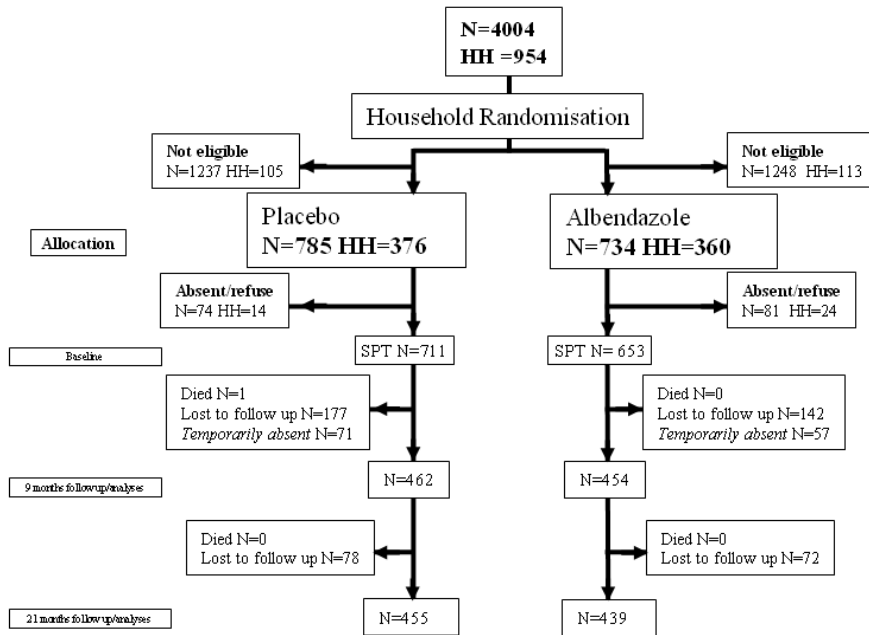 N=4004
HH =954
Household Randomisation
Not eligible
N=1237 HH=105
Not eligible
N=1248 HH=113
Placebo
N=785 HH=376
Albendazole
N=734 HH=360
Allocation
Absent/refuse
N=74 HH=14
Absent/refuse
N=81 HH=24
SPT N=711
SPT N= 653
Baseline
Died N=1
Lost to follow up N=177
Temporarily absent N=71
Died N=0
Lost to follow up N=142
Temporarily absent N=57
N=462
N=454
9 months follow up/analyses
Died N=0
Lost to follow up N=78
Died N=0
Lost to follow up N=72
N=455
N=439
21 months follow up/analyses